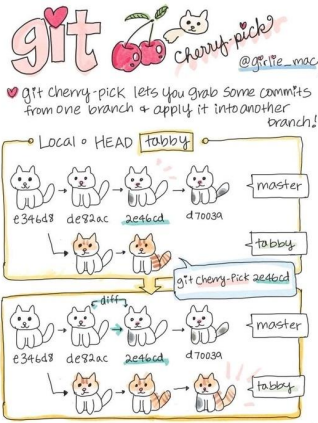 git
cherry-pick
@girlie_mac
git cherry-pick lets you grab some commits
from one branch & apply it into another
branch!
Local HEAD tabby
master
e346d8 de82ac 2e46cd d7003a
tabby
git cherry-pick 2e46cd
diff
master
e346d8 de82ac 2e46cd d7003a
tabby